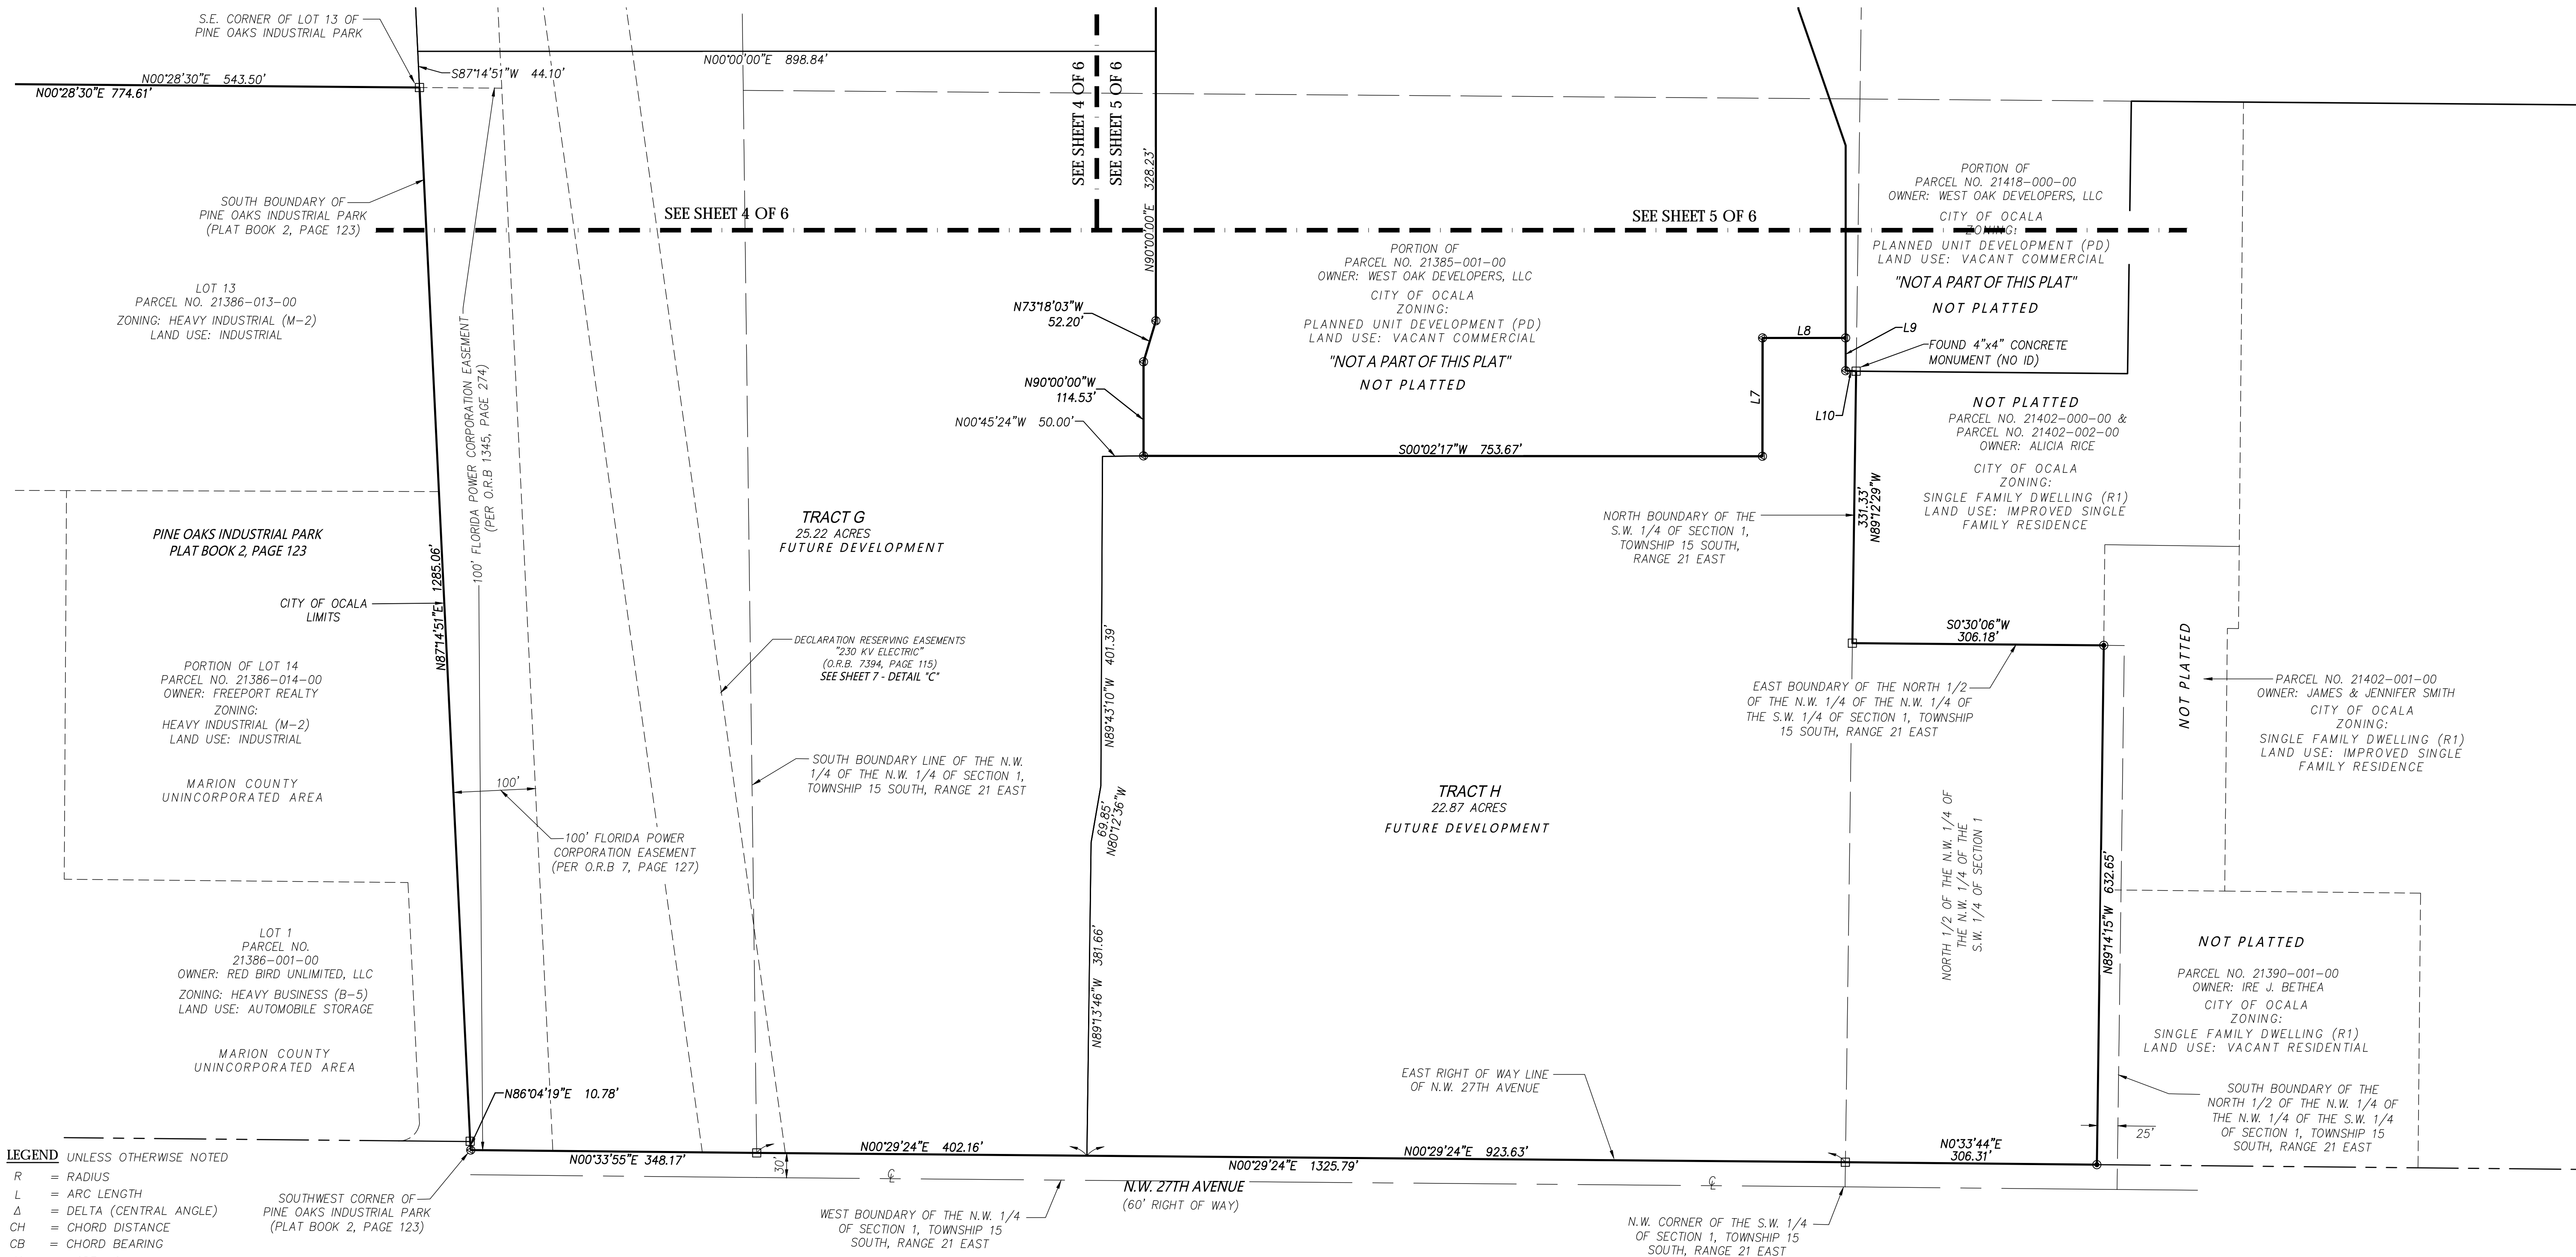 S.E. CORNER OF LOT 13 OF
PINE OAKS INDUSTRIAL PARK
N00°28'30"E 543.50'
N00°28'30"E 774.61'
S87°14'51"W 44.10'
N00°00'00"E 898.84'
SEE SHEET 4 OF 6
SEE SHEET 5 OF 6
N90°00'00"E 328.23'
SOUTH BOUNDARY OF
PINE OAKS INDUSTRIAL PARK
(PLAT BOOK 2, PAGE 123)
SEE SHEET 4 OF 6
SEE SHEET 5 OF 6
PORTION OF
PARCEL NO. 21418-000-00
OWNER: WEST OAK DEVELOPERS, LLC
CITY OF OCALA
ZONING:
PLANNED UNIT DEVELOPMENT (PD)
LAND USE: VACANT COMMERCIAL
"NOT A PART OF THIS PLAT"
NOT PLATTED
PORTION OF
PARCEL NO. 21385-001-00
OWNER: WEST OAK DEVELOPERS, LLC
CITY OF OCALA
ZONING:
PLANNED UNIT DEVELOPMENT (PD)
LAND USE: VACANT COMMERCIAL
"NOT A PART OF THIS PLAT"
NOT PLATTED
LOT 13
PARCEL NO. 21386-013-00
ZONING: HEAVY INDUSTRIAL (M-2)
LAND USE: INDUSTRIAL
100' FLORIDA POWER CORPORATION EASEMENT
(PER O.R.B 1345, PAGE 274)
N73°18'03"W
52.20'
N90°00'00"W
114.53'
N00°45'24"W 50.00'
L8
L9
FOUND 4"x4" CONCRETE
MONUMENT (NO ID)
L7
L10
S00°02'17"W 753.67'
NOT PLATTED
PARCEL NO. 21402-000-00 &
PARCEL NO. 21402-002-00
OWNER: ALICIA RICE
CITY OF OCALA
ZONING:
SINGLE FAMILY DWELLING (R1)
LAND USE: IMPROVED SINGLE
FAMILY RESIDENCE
331.33'
N89°12'29"W
NORTH BOUNDARY OF THE
S.W. 1/4 OF SECTION 1,
TOWNSHIP 15 SOUTH,
RANGE 21 EAST
PINE OAKS INDUSTRIAL PARK
PLAT BOOK 2, PAGE 123
TRACT G
25.22 ACRES
FUTURE DEVELOPMENT
CITY OF OCALA
LIMITS
N87°14'51"E 1285.06'
DECLARATION RESERVING EASEMENTS
"230 KV ELECTRIC"
(O.R.B. 7394, PAGE 115)
SEE SHEET 7 - DETAIL "C"
N89°43'10"W 401.39'
S0°30'06"W
306.18'
NOT PLATTED
PARCEL NO. 21402-001-00
OWNER: JAMES & JENNIFER SMITH
CITY OF OCALA
ZONING:
SINGLE FAMILY DWELLING (R1)
LAND USE: IMPROVED SINGLE
FAMILY RESIDENCE
EAST BOUNDARY OF THE NORTH 1/2
OF THE N.W. 1/4 OF THE N.W. 1/4 OF
THE S.W. 1/4 OF SECTION 1, TOWNSHIP
15 SOUTH, RANGE 21 EAST
PORTION OF LOT 14
PARCEL NO. 21386-014-00
OWNER: FREEPORT REALTY
ZONING:
HEAVY INDUSTRIAL (M-2)
LAND USE: INDUSTRIAL
MARION COUNTY
UNINCORPORATED AREA
100'
100' FLORIDA POWER
CORPORATION EASEMENT
(PER O.R.B 7, PAGE 127)
SOUTH BOUNDARY LINE OF THE N.W.
1/4 OF THE N.W. 1/4 OF SECTION 1,
TOWNSHIP 15 SOUTH, RANGE 21 EAST
69.85'
N80°12'36"W
TRACT H
22.87 ACRES
FUTURE DEVELOPMENT
NORTH 1/2 OF THE N.W. 1/4 OF
THE N.W. 1/4 OF THE
S.W. 1/4 OF SECTION 1
N89°14'15"W 632.65'
N89°13'46"W 381.66'
LOT 1
PARCEL NO.
21386-001-00
OWNER: RED BIRD UNLIMITED, LLC
ZONING: HEAVY BUSINESS (B-5)
LAND USE: AUTOMOBILE STORAGE
MARION COUNTY
UNINCORPORATED AREA
NOT PLATTED
PARCEL NO. 21390-001-00
OWNER: IRE J. BETHEA
CITY OF OCALA
ZONING:
SINGLE FAMILY DWELLING (R1)
LAND USE: VACANT RESIDENTIAL
EAST RIGHT OF WAY LINE
OF N.W. 27TH AVENUE
SOUTH BOUNDARY OF THE
NORTH 1/2 OF THE N.W. 1/4 OF
THE N.W. 1/4 OF THE S.W. 1/4
OF SECTION 1, TOWNSHIP 15
SOUTH, RANGE 21 EAST
25'
N86°04'19"E 10.78'
N00°33'55"E 348.17'
30'
N00°29'24"E 402.16'
N00°29'24"E 1325.79'
N00°29'24"E 923.63'
N0°33'44"E
306.31'
N.W. 27TH AVENUE
(60' RIGHT OF WAY)
WEST BOUNDARY OF THE N.W. 1/4
OF SECTION 1, TOWNSHIP 15
SOUTH, RANGE 21 EAST
N.W. CORNER OF THE S.W. 1/4
OF SECTION 1, TOWNSHIP 15
SOUTH, RANGE 21 EAST
SOUTHWEST CORNER OF
PINE OAKS INDUSTRIAL PARK
(PLAT BOOK 2, PAGE 123)
LEGEND UNLESS OTHERWISE NOTED
R = RADIUS
L = ARC LENGTH
Δ = DELTA (CENTRAL ANGLE)
CH = CHORD DISTANCE
CB = CHORD BEARING